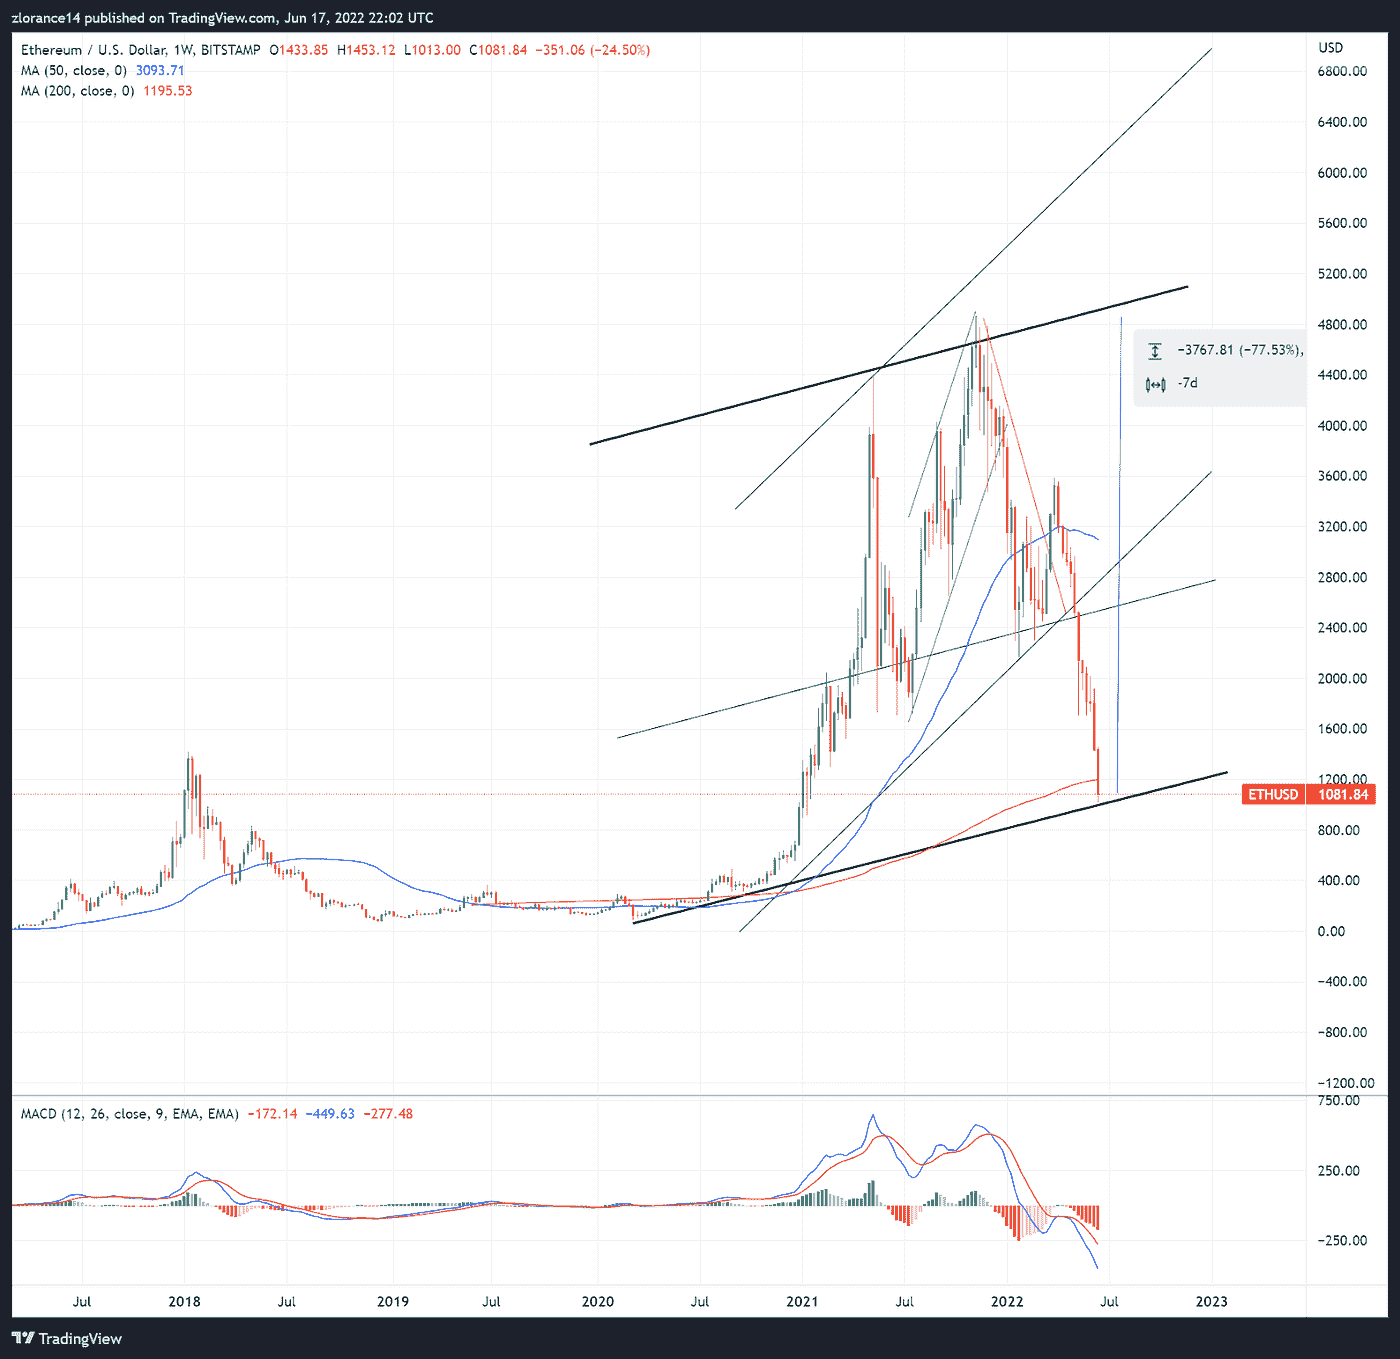 zlorance14 published on TradingView.com, Jun 17, 2022 22:02 UTC
Ethereum / U.S. Dollar, 1W, BITSTAMP O1433.85 H1453.12 L1013.00 C1081.84 −351.06 (−24.50%)
MA (50, close, 0) 3093.71
MA (200, close, 0) 1195.53
USD
6800.00
6400.00
6000.00
5600.00
5200.00
4800.00
−3767.81 (−77.53%),
-7d
4400.00
4000.00
3600.00
3200.00
2800.00
2400.00
2000.00
1600.00
1200.00
ETHUSD 1081.84
800.00
400.00
0.00
−400.00
−800.00
−1200.00
MACD (12, 26, close, 9, EMA, EMA) −172.14 −449.63 −277.48
750.00
250.00
−250.00
Jul 2018 Jul 2019 Jul 2020 Jul 2021 Jul 2022 Jul 2023
TradingView